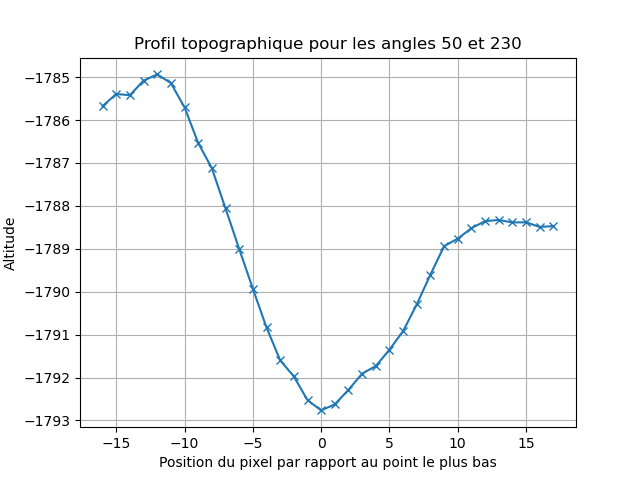 Profil topographique pour les angles 50 et 230
−1785
−1786
−1787
−1788
−1789
−1790
−1791
−1792
−1793
Altitude
−15 −10 −5 0 5 10 15
Position du pixel par rapport au point le plus bas